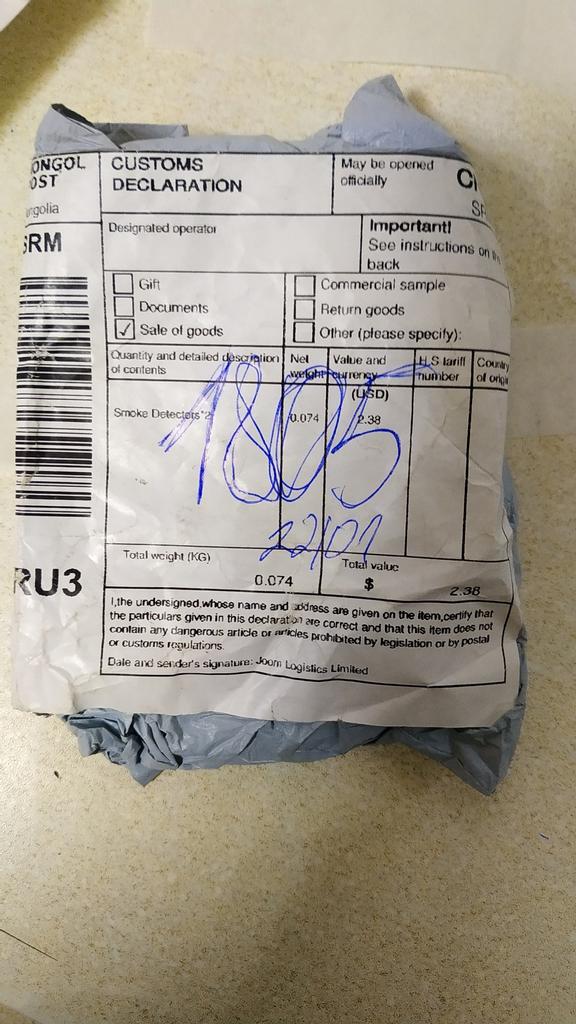 ONGOL
OST
ngolia
SRM
RU3
CUSTOMS
DECLARATION
May be opened
officially
Designated operator
Important!
See instructions on
back
Gift
Documents
✓ Sale of goods
Commercial sample
Return goods
Other (please specify):
Quantity and detailed description
of contents
Net
weight
Value and
currency
(USD)
H.S tariff
number
Country
of origin
Smoke Detectors*2
0.074
2.38
1805
22/07
Total weight (KG)
0.074
Total value
$
2.38
I,the undersigned,whose name and address are given on the item,certify that
the particulars given in this declaration are correct and that this item does not
contain any dangerous article or articles prohibited by legislation or by postal
or customs regulations.
Date and sender's signature: Joom Logistics Limited